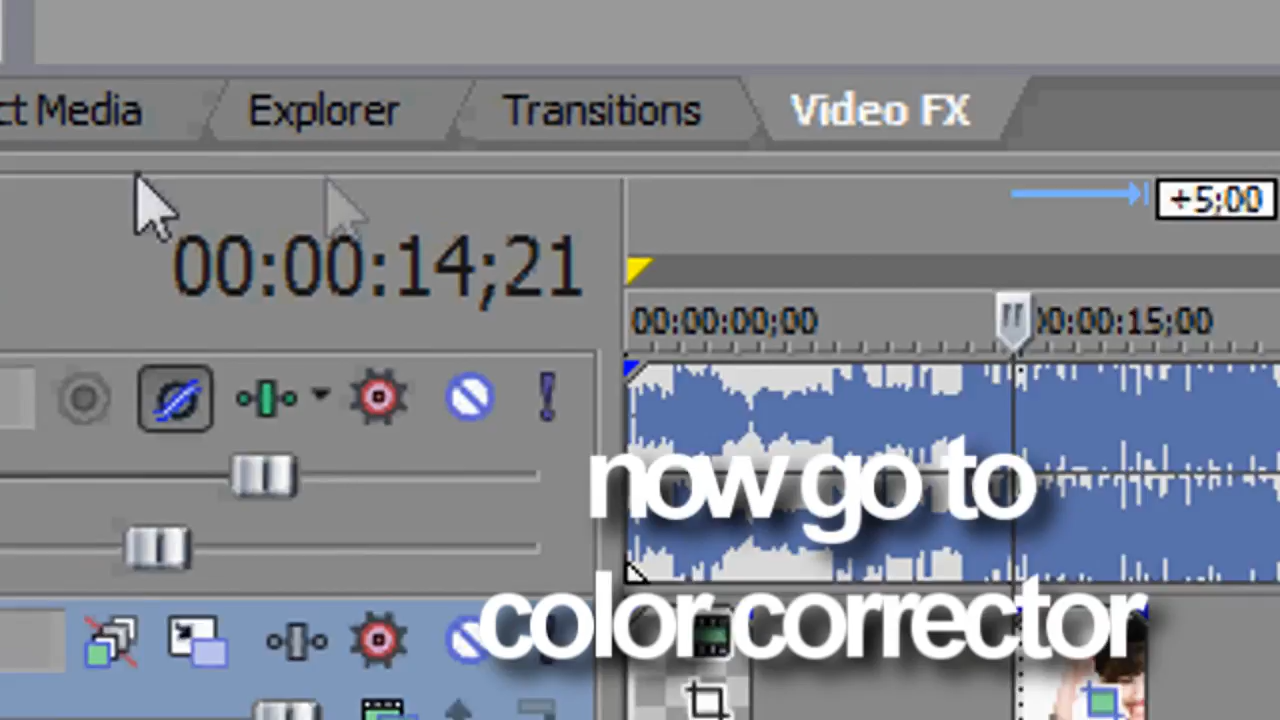 ct Media Explorer Transitions Video FX
+5;00
00:00:14;21
00:00:00;00 00:00:15;00
now go to
color corrector